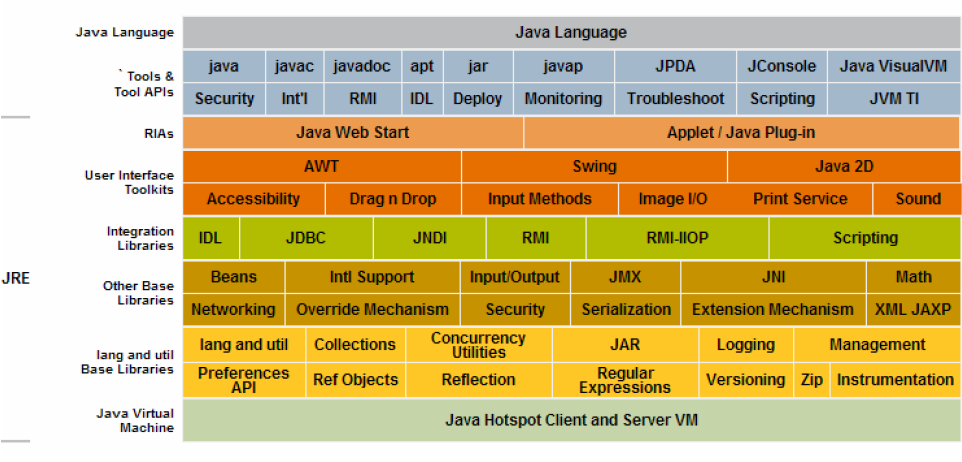 Java Language Java Language
` Tools &
Tool APIs
java javac javadoc apt jar javap JPDA JConsole Java VisualVM
Security Int'l RMI IDL Deploy Monitoring Troubleshoot Scripting JVM TI
RIAs Java Web Start Applet / Java Plug-in
User Interface
Toolkits
AWT Swing Java 2D
Accessibility Drag n Drop Input Methods Image I/O Print Service Sound
Integration
Libraries
IDL JDBC JNDI RMI RMI-IIOP Scripting
JRE
Other Base
Libraries
Beans Intl Support Input/Output JMX JNI Math
Networking Override Mechanism Security Serialization Extension Mechanism XML JAXP
lang and util
Base Libraries
lang and util Collections Concurrency
Utilities JAR Logging Management
Preferences
API Ref Objects Reflection Regular
Expressions Versioning Zip Instrumentation
Java Virtual
Machine
Java Hotspot Client and Server VM